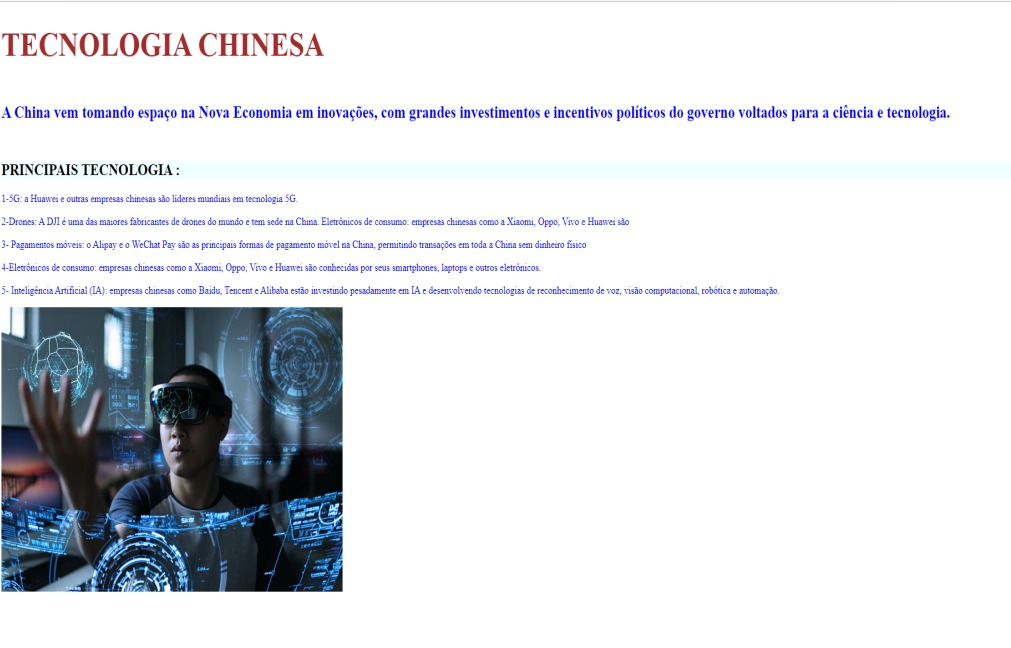 TECNOLOGIA CHINESA
A China vem tomando espaço na Nova Economia em inovações, com grandes investimentos e incentivos políticos do governo voltados para a ciência e tecnologia.
PRINCIPAIS TECNOLOGIA :
1-5G: a Huawei e outras empresas chinesas são líderes mundiais em tecnologia 5G.
2-Drones: A DJI é uma das maiores fabricantes de drones do mundo e tem sede na China. Eletrônicos de consumo: empresas chinesas como a Xiaomi, Oppo, Vivo e Huawei são
3- Pagamentos móveis: o Alipay e o WeChat Pay são as principais formas de pagamento móvel na China, permitindo transações em toda a China sem dinheiro físico
4-Eletrônicos de consumo: empresas chinesas como a Xiaomi, Oppo, Vivo e Huawei são conhecidas por seus smartphones, laptops e outros eletrônicos.
5- Inteligência Artificial (IA): empresas chinesas como Baidu, Tencent e Alibaba estão investindo pesadamente em IA e desenvolvendo tecnologias de reconhecimento de voz, visão computacional, robótica e automação.